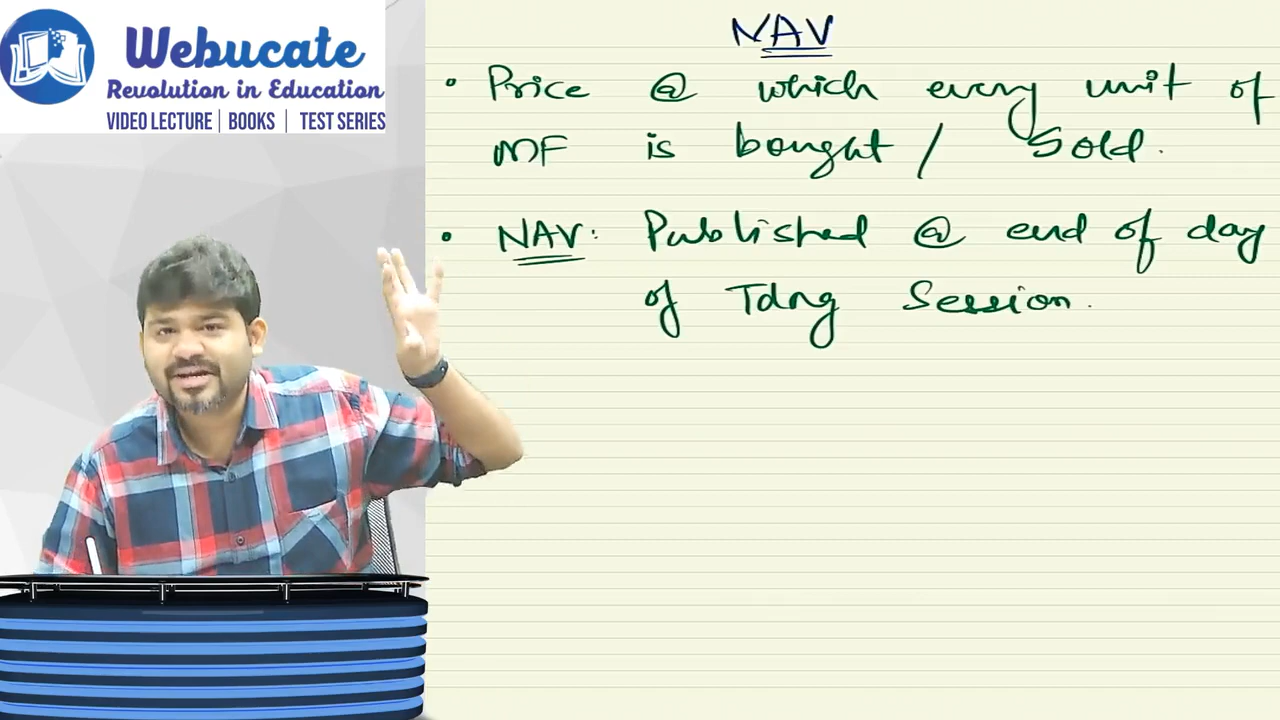 Webucate
Revolution in Education
VIDEO LECTURE | BOOKS | TEST SERIES
NAV
• Price @ which every unit of
MF is bought / Sold.
• NAV: Published @ end of day
of Tdng Session.